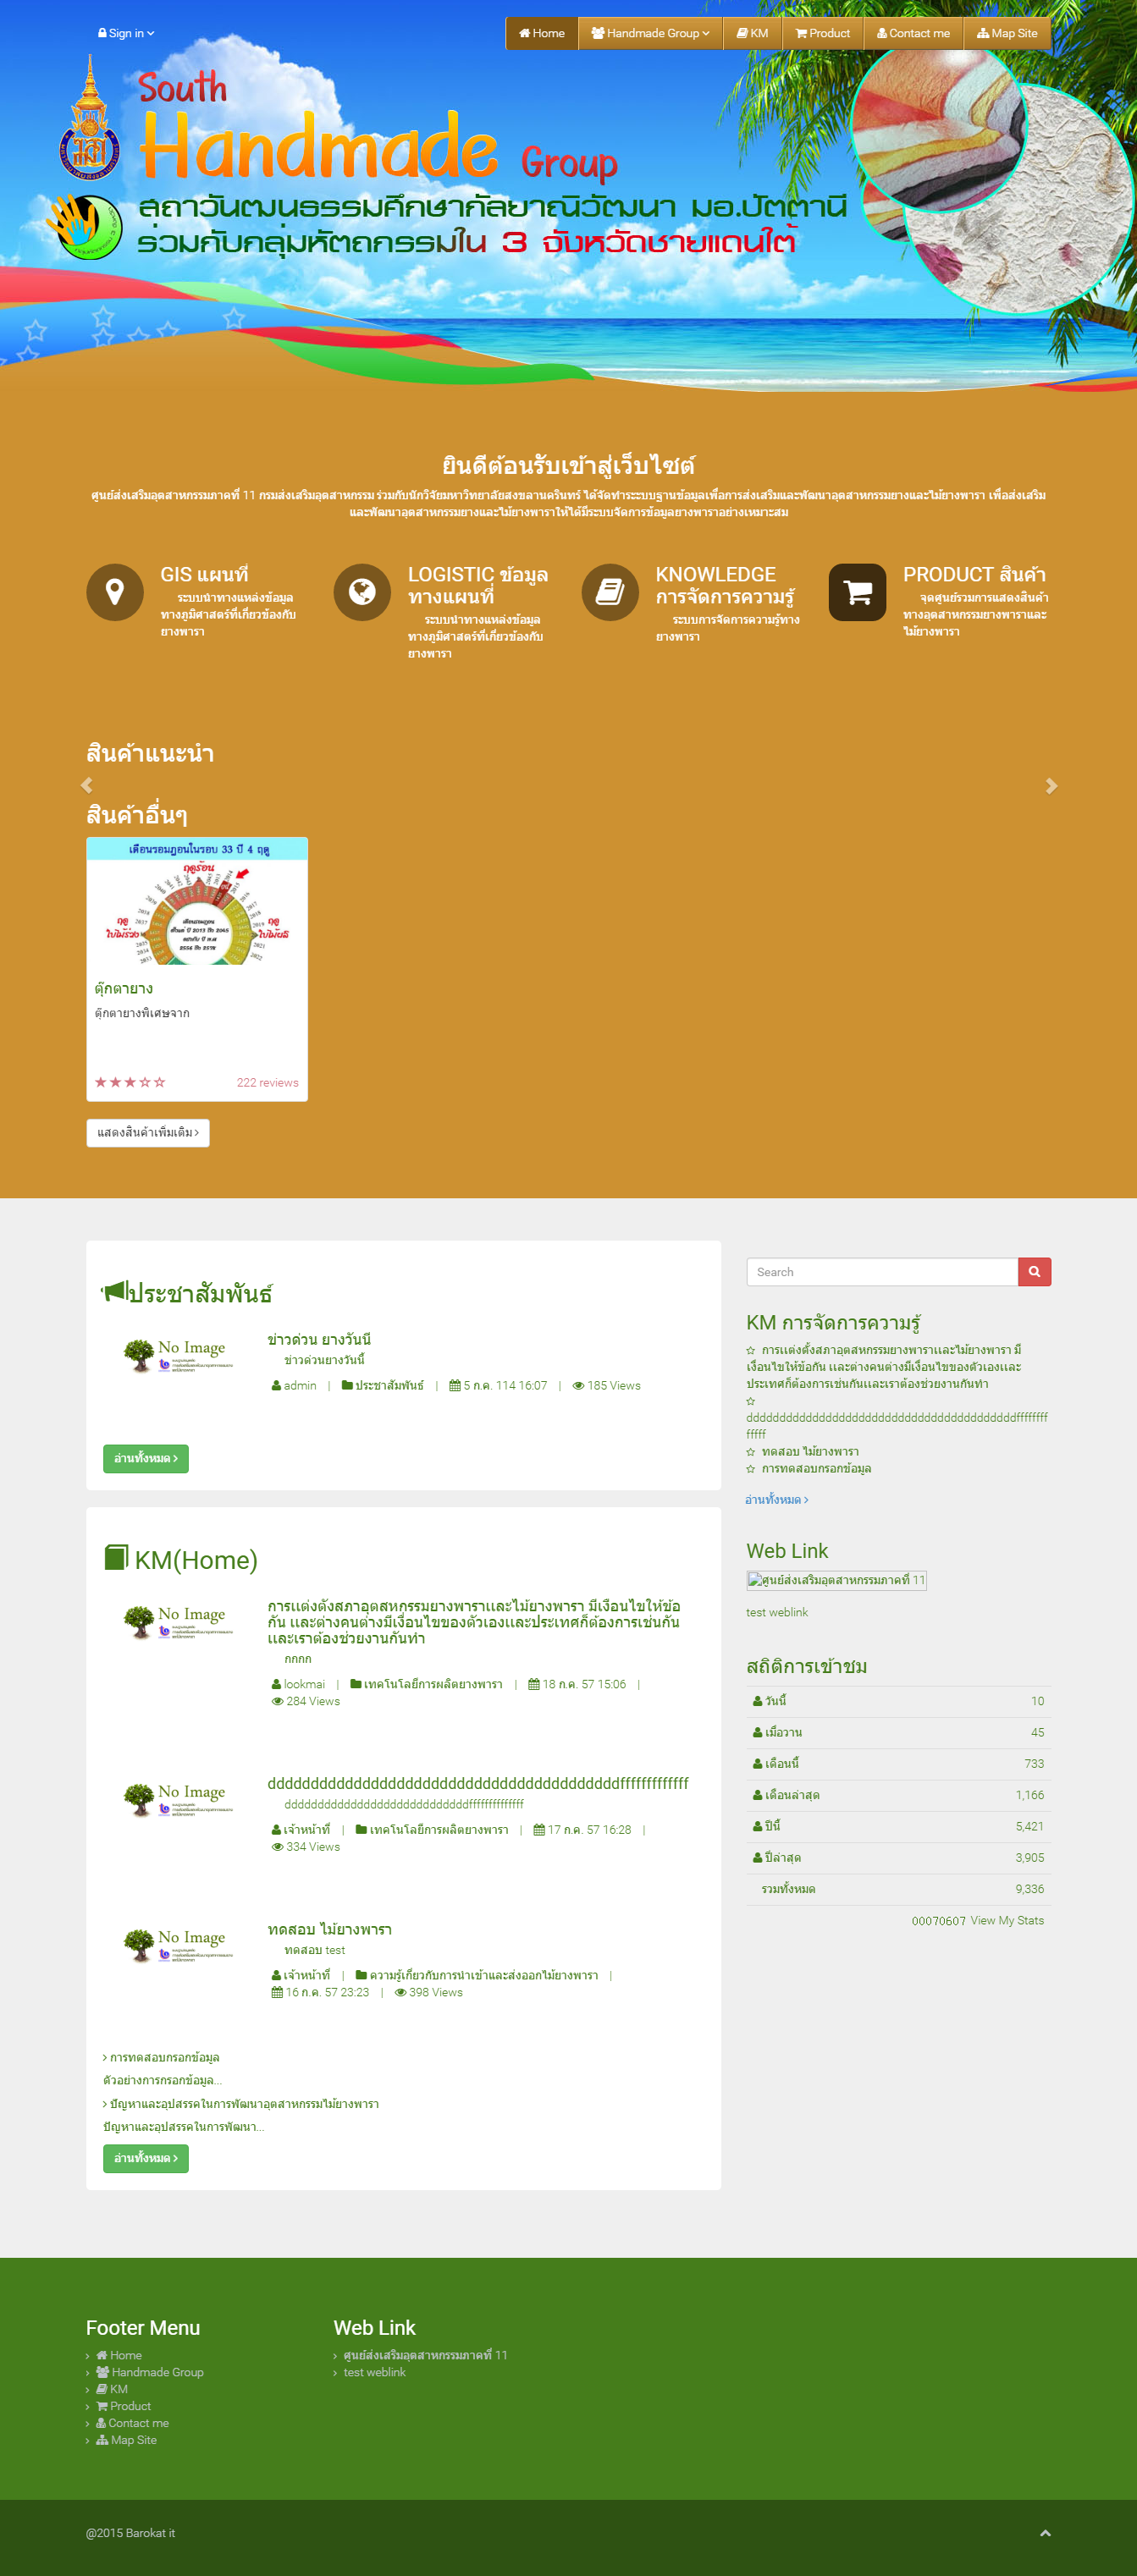 Sign in
Home Handmade Group KM Product Contact me Map Site
South
Handmade Group
สถาวัฒนธรรมศึกษากัลยาณิวัฒนา มอ.ปัตตานี
ร่วมกับกลุ่มหัตถกรรมใน 3 จังหวัดชายแดนใต้
ยินดีต้อนรับเข้าสู่เว็บไซต์
ศูนย์ส่งเสริมอุตสาหกรรมภาคที่ 11 กรมส่งเสริมอุตสาหกรรม ร่วมกับนักวิจัยมหาวิทยาลัยสงขลานครินทร์ ได้จัดทำระะบบฐานข้อมูลเพื่อการส่งเสริมและพัฒนาอุตสาหกรรมยางและไม้ยางพารา เพื่อส่งเสริม
และพัฒนาอุตสาหกรรมยางและไม้ยางพาราให้ได้มีระบบจัดการข้อมูลยางพาราอย่างเหมาะสม
GIS แผนที่
ระบบนำทางแหล่งข้อมูล
ทางภูมิศาสตร์ที่เกี่ยวข้องกับ
ยางพารา
LOGISTIC ข้อมูล
ทางแผนที่
ระบบนำทางแหล่งข้อมูล
ทางภูมิศาสตร์ที่เกี่ยวข้องกับ
ยางพารา
KNOWLEDGE
การจัดการความรู้
ระบบการจัดการความรู้ทาง
ยางพารา
PRODUCT สินค้า
จุดศูนย์รวมการแสดงสินค้า
ทางอุตสาหกรรมยางพาราและ
ไม้ยางพารา
สินค้าแนะนำ
สินค้าอื่นๆ
เดือนรอมฎอนในรอบ 33 ปี 4 ฤดู
ฤดูร้อน
ฤดู
ใบไม้ร่วง
ฤดู
ใบไม้ผลิ
ตุ๊กตายาง
ตุ๊กตายางพิเศษจาก
222 reviews
แสดงสินค้าเพิ่มเติม
ประชาสัมพันธ์
No Image
ข่าวด่วน ยางวันนี้
ข่าวด่วนยางวันนี้
admin | ประชาสัมพันธ์ | 5 ก.ค. 114 16:07 | 185 Views
อ่านทั้งหมด
KM(Home)
No Image
การแต่งตั้งสภาอุตสหกรรมยางพาราและไม้ยางพารา มีเงื่อนไขให้ข้อ
กัน และต่างคนต่างมีเงื่อนไขของตัวเองและประเทศก็ต้องการเช่นกัน
และเราต้องช่วยงานกันทำ
กกกก
lookmai | เทคโนโลยีการผลิตยางพารา | 18 ก.ค. 57 15:06 |
284 Views
No Image
dddddddddddddddddddddddddddddddddddddddddfffffffffffff
ddddddddddddddddddddddddddddffffffffffffff
เจ้าหน้าที่ | เทคโนโลยีการผลิตยางพารา | 17 ก.ค. 57 16:28 |
334 Views
No Image
ทดสอบ ไม้ยางพารา
ทดสอบ test
เจ้าหน้าที่ | ความรู้เกี่ยวกับการนำเข้าและส่งออกไม้ยางพารา |
16 ก.ค. 57 23:23 | 398 Views
การทดสอบกรอกข้อมูล
ตัวอย่างการกรอกข้อมูล...
ปัญหาและอุปสรรคในการพัฒนาอุตสาหกรรมไม้ยางพารา
ปัญหาและอุปสรรคในการพัฒนา...
อ่านทั้งหมด
Search
KM การจัดการความรู้
การแต่งตั้งสภาอุตสหกรรมยางพาราและไม้ยางพารา มี
เงื่อนไขให้ข้อกัน และต่างคนต่างมีเงื่อนไขของตัวเองและ
ประเทศก็ต้องการเช่นกันและเราต้องช่วยงานกันทำ
dddddddddddddddddddddddddddddddddddddddddffffffff
fffff
ทดสอบ ไม้ยางพารา
การทดสอบกรอกข้อมูล
อ่านทั้งหมด
Web Link
ศูนย์ส่งเสริมอุตสาหกรรมภาคที่ 11
test weblink
สถิติการเข้าชม
วันนี้ 10
เมื่อวาน 45
เดือนนี้ 733
เดือนล่าสุด 1,166
ปีนี้ 5,421
ปีล่าสุด 3,905
รวมทั้งหมด 9,336
00070607 View My Stats
Footer Menu
Home
Handmade Group
KM
Product
Contact me
Map Site
Web Link
ศูนย์ส่งเสริมอุตสาหกรรมภาคที่ 11
test weblink
@2015 Barokat it